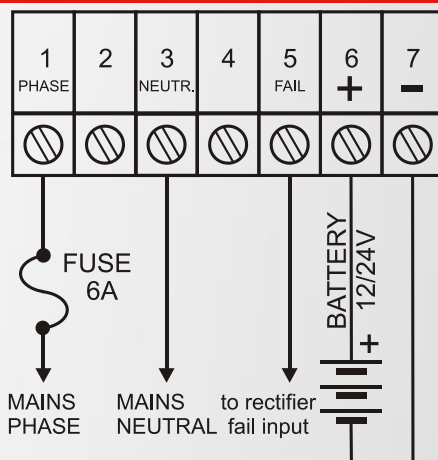 1 2 3 4 5 6 7
PHASE NEUTR. FAIL + -
FUSE
6A
BATTERY
12/24V
+
MAINS
PHASE
MAINS
NEUTRAL
to rectifier
fail input